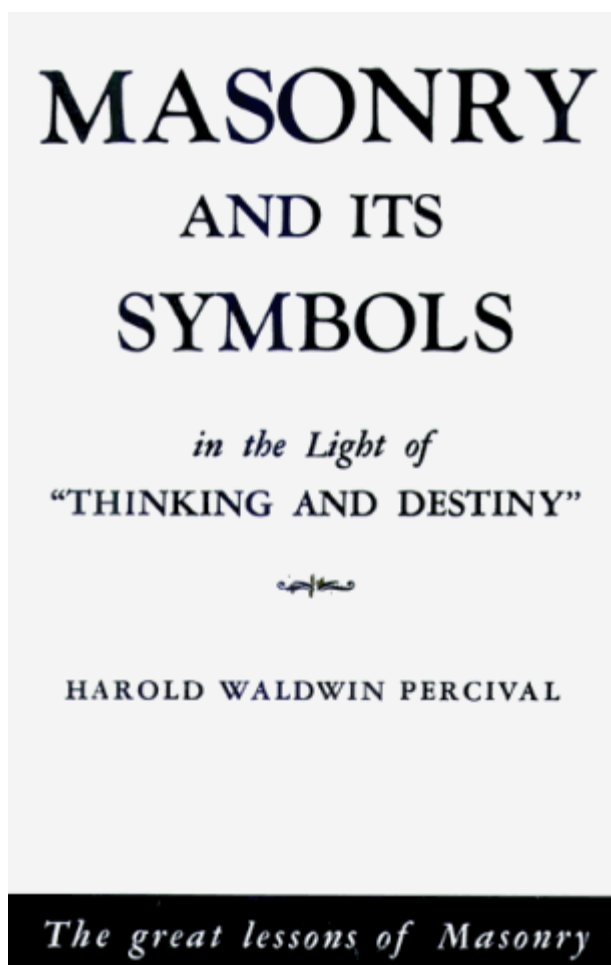 MASONRY
AND ITS
SYMBOLS
in the Light of
“THINKING AND DESTINY”
HAROLD WALDWIN PERCIVAL
The great lessons of Masonry